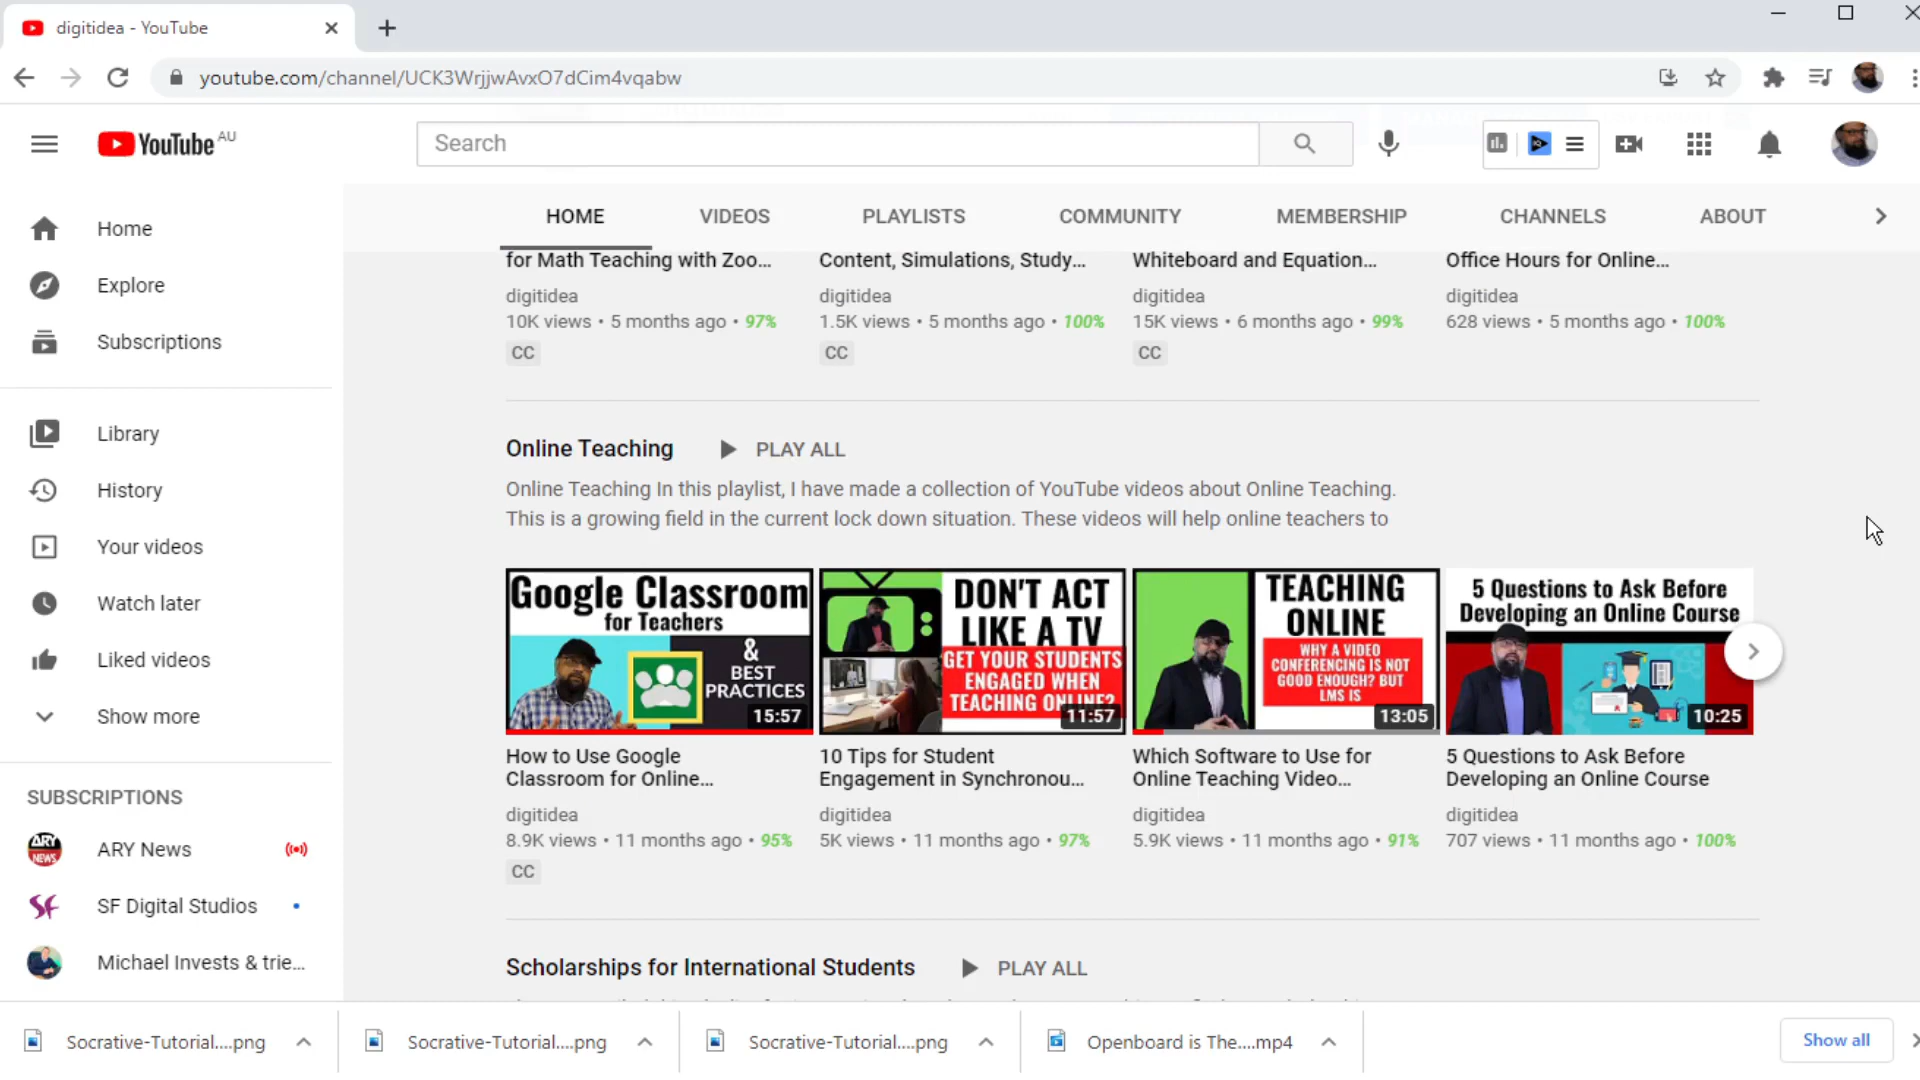 digitidea - YouTube
youtube.com/channel/UCK3WrjjwAvxO7dCim4vqabw
YouTube AU
Search
Home
Explore
Subscriptions
Library
History
Your videos
Watch later
Liked videos
Show more
SUBSCRIPTIONS
ARY News
SF Digital Studios
Michael Invests & trie...
HOME VIDEOS PLAYLISTS COMMUNITY MEMBERSHIP CHANNELS ABOUT
for Math Teaching with Zoo...
digitidea
10K views • 5 months ago • 97%
CC
Content, Simulations, Study...
digitidea
1.5K views • 5 months ago • 100%
CC
Whiteboard and Equation...
digitidea
15K views • 6 months ago • 99%
CC
Office Hours for Online...
digitidea
628 views • 5 months ago • 100%
Online Teaching PLAY ALL
Online Teaching In this playlist, I have made a collection of YouTube videos about Online Teaching.
This is a growing field in the current lock down situation. These videos will help online teachers to
Google Classroom
for Teachers
&
BEST
PRACTICES
15:57
How to Use Google
Classroom for Online...
digitidea
8.9K views • 11 months ago • 95%
CC
DON'T ACT
LIKE A TV
GET YOUR STUDENTS
ENGAGED WHEN
TEACHING ONLINE?
11:57
10 Tips for Student
Engagement in Synchronou...
digitidea
5K views • 11 months ago • 97%
TEACHING
ONLINE
WHY A VIDEO
CONFERENCING IS NOT
GOOD ENOUGH? BUT
LMS IS
13:05
Which Software to Use for
Online Teaching Video...
digitidea
5.9K views • 11 months ago • 91%
5 Questions to Ask Before
Developing an Online Course
10:25
5 Questions to Ask Before
Developing an Online Course
digitidea
707 views • 11 months ago • 100%
Scholarships for International Students PLAY ALL
Socrative-Tutorial....png
Socrative-Tutorial....png
Socrative-Tutorial....png
Openboard is The....mp4
Show all